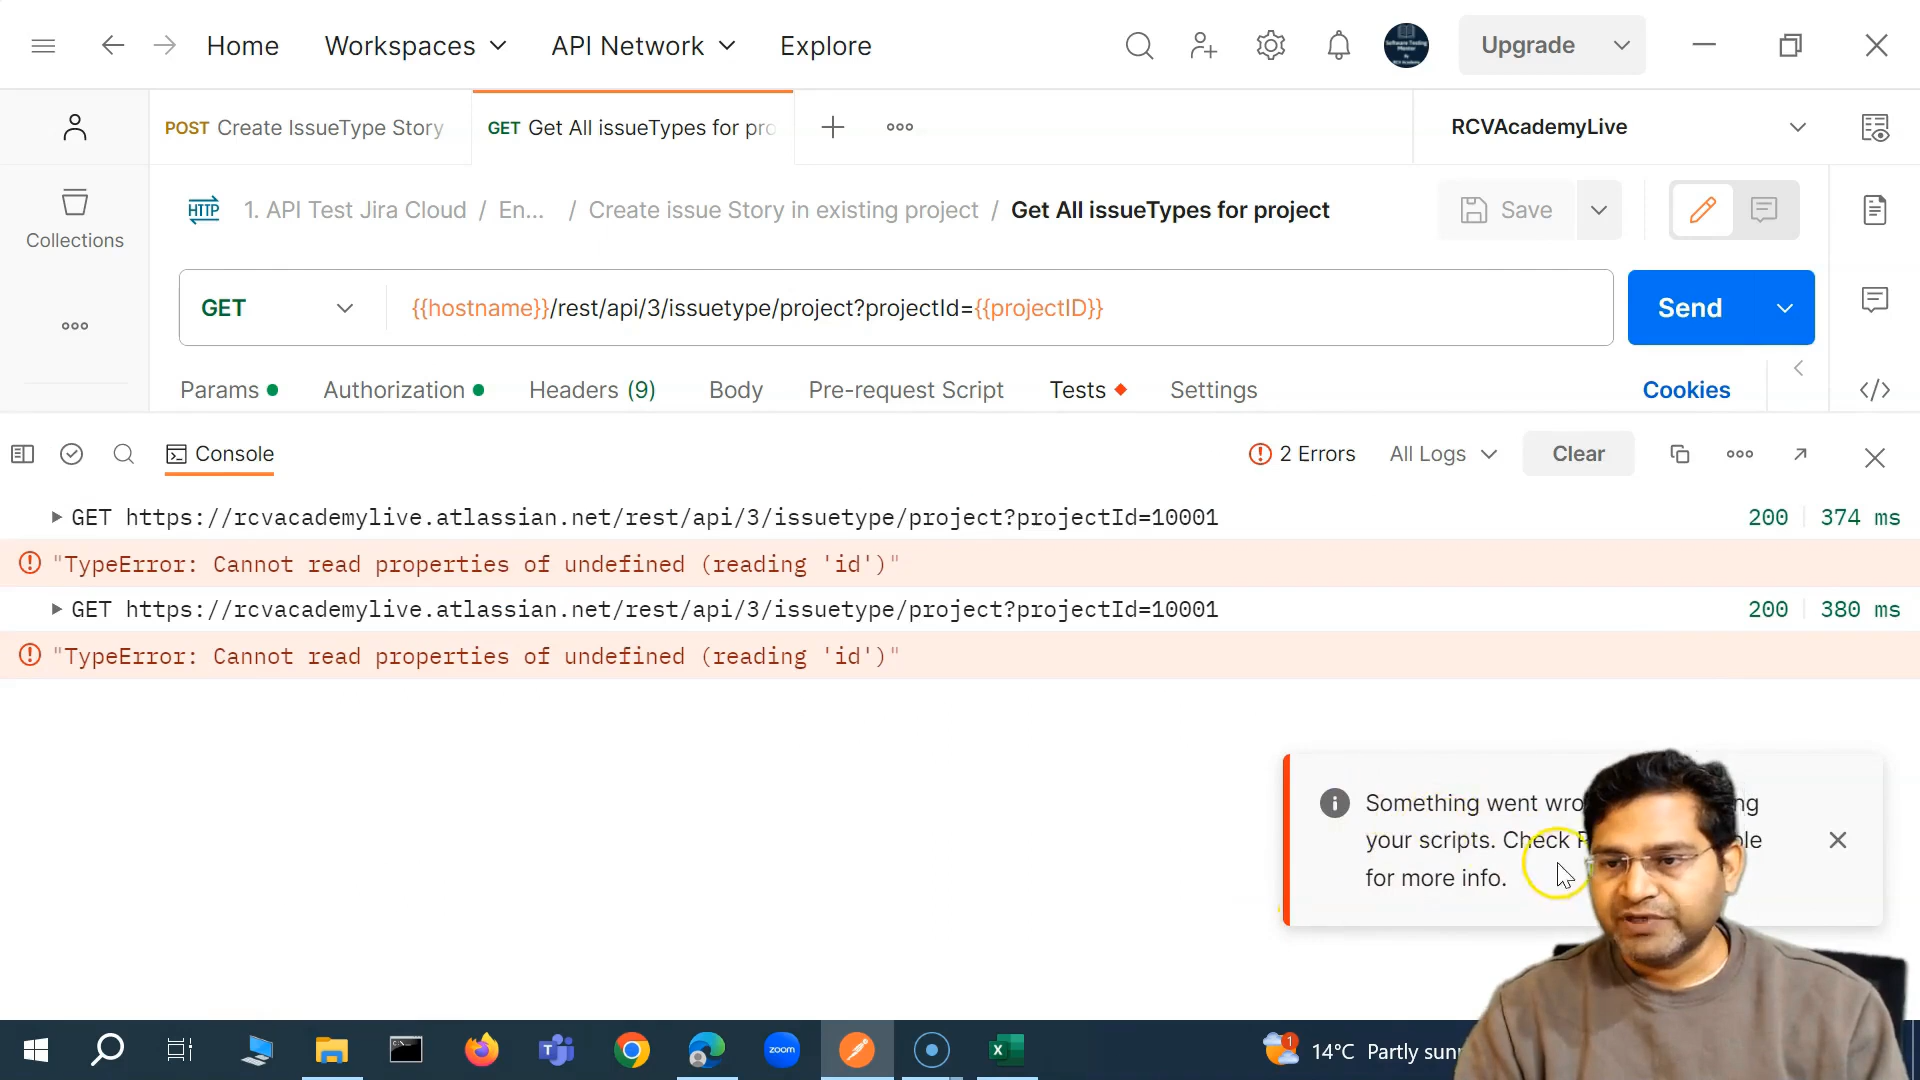 Home Workspaces API Network Explore Upgrade
POST Create IssueType Story GET Get All issueTypes for pro RCVAcademyLive
HTTP 1. API Test Jira Cloud / En... / Create issue Story in existing project / Get All issueTypes for project Save
Collections
GET {{hostname}}/rest/api/3/issuetype/project?projectId={{projectID}} Send
Params Authorization Headers (9) Body Pre-request Script Tests Settings Cookies
Console 2 Errors All Logs Clear
GET https://rcvacademylive.atlassian.net/rest/api/3/issuetype/project?projectId=10001 200 374 ms
"TypeError: Cannot read properties of undefined (reading 'id')"
GET https://rcvacademylive.atlassian.net/rest/api/3/issuetype/project?projectId=10001 200 380 ms
"TypeError: Cannot read properties of undefined (reading 'id')"
Something went
your scripts. Check
for more info.
zoom 1 14°C Partly